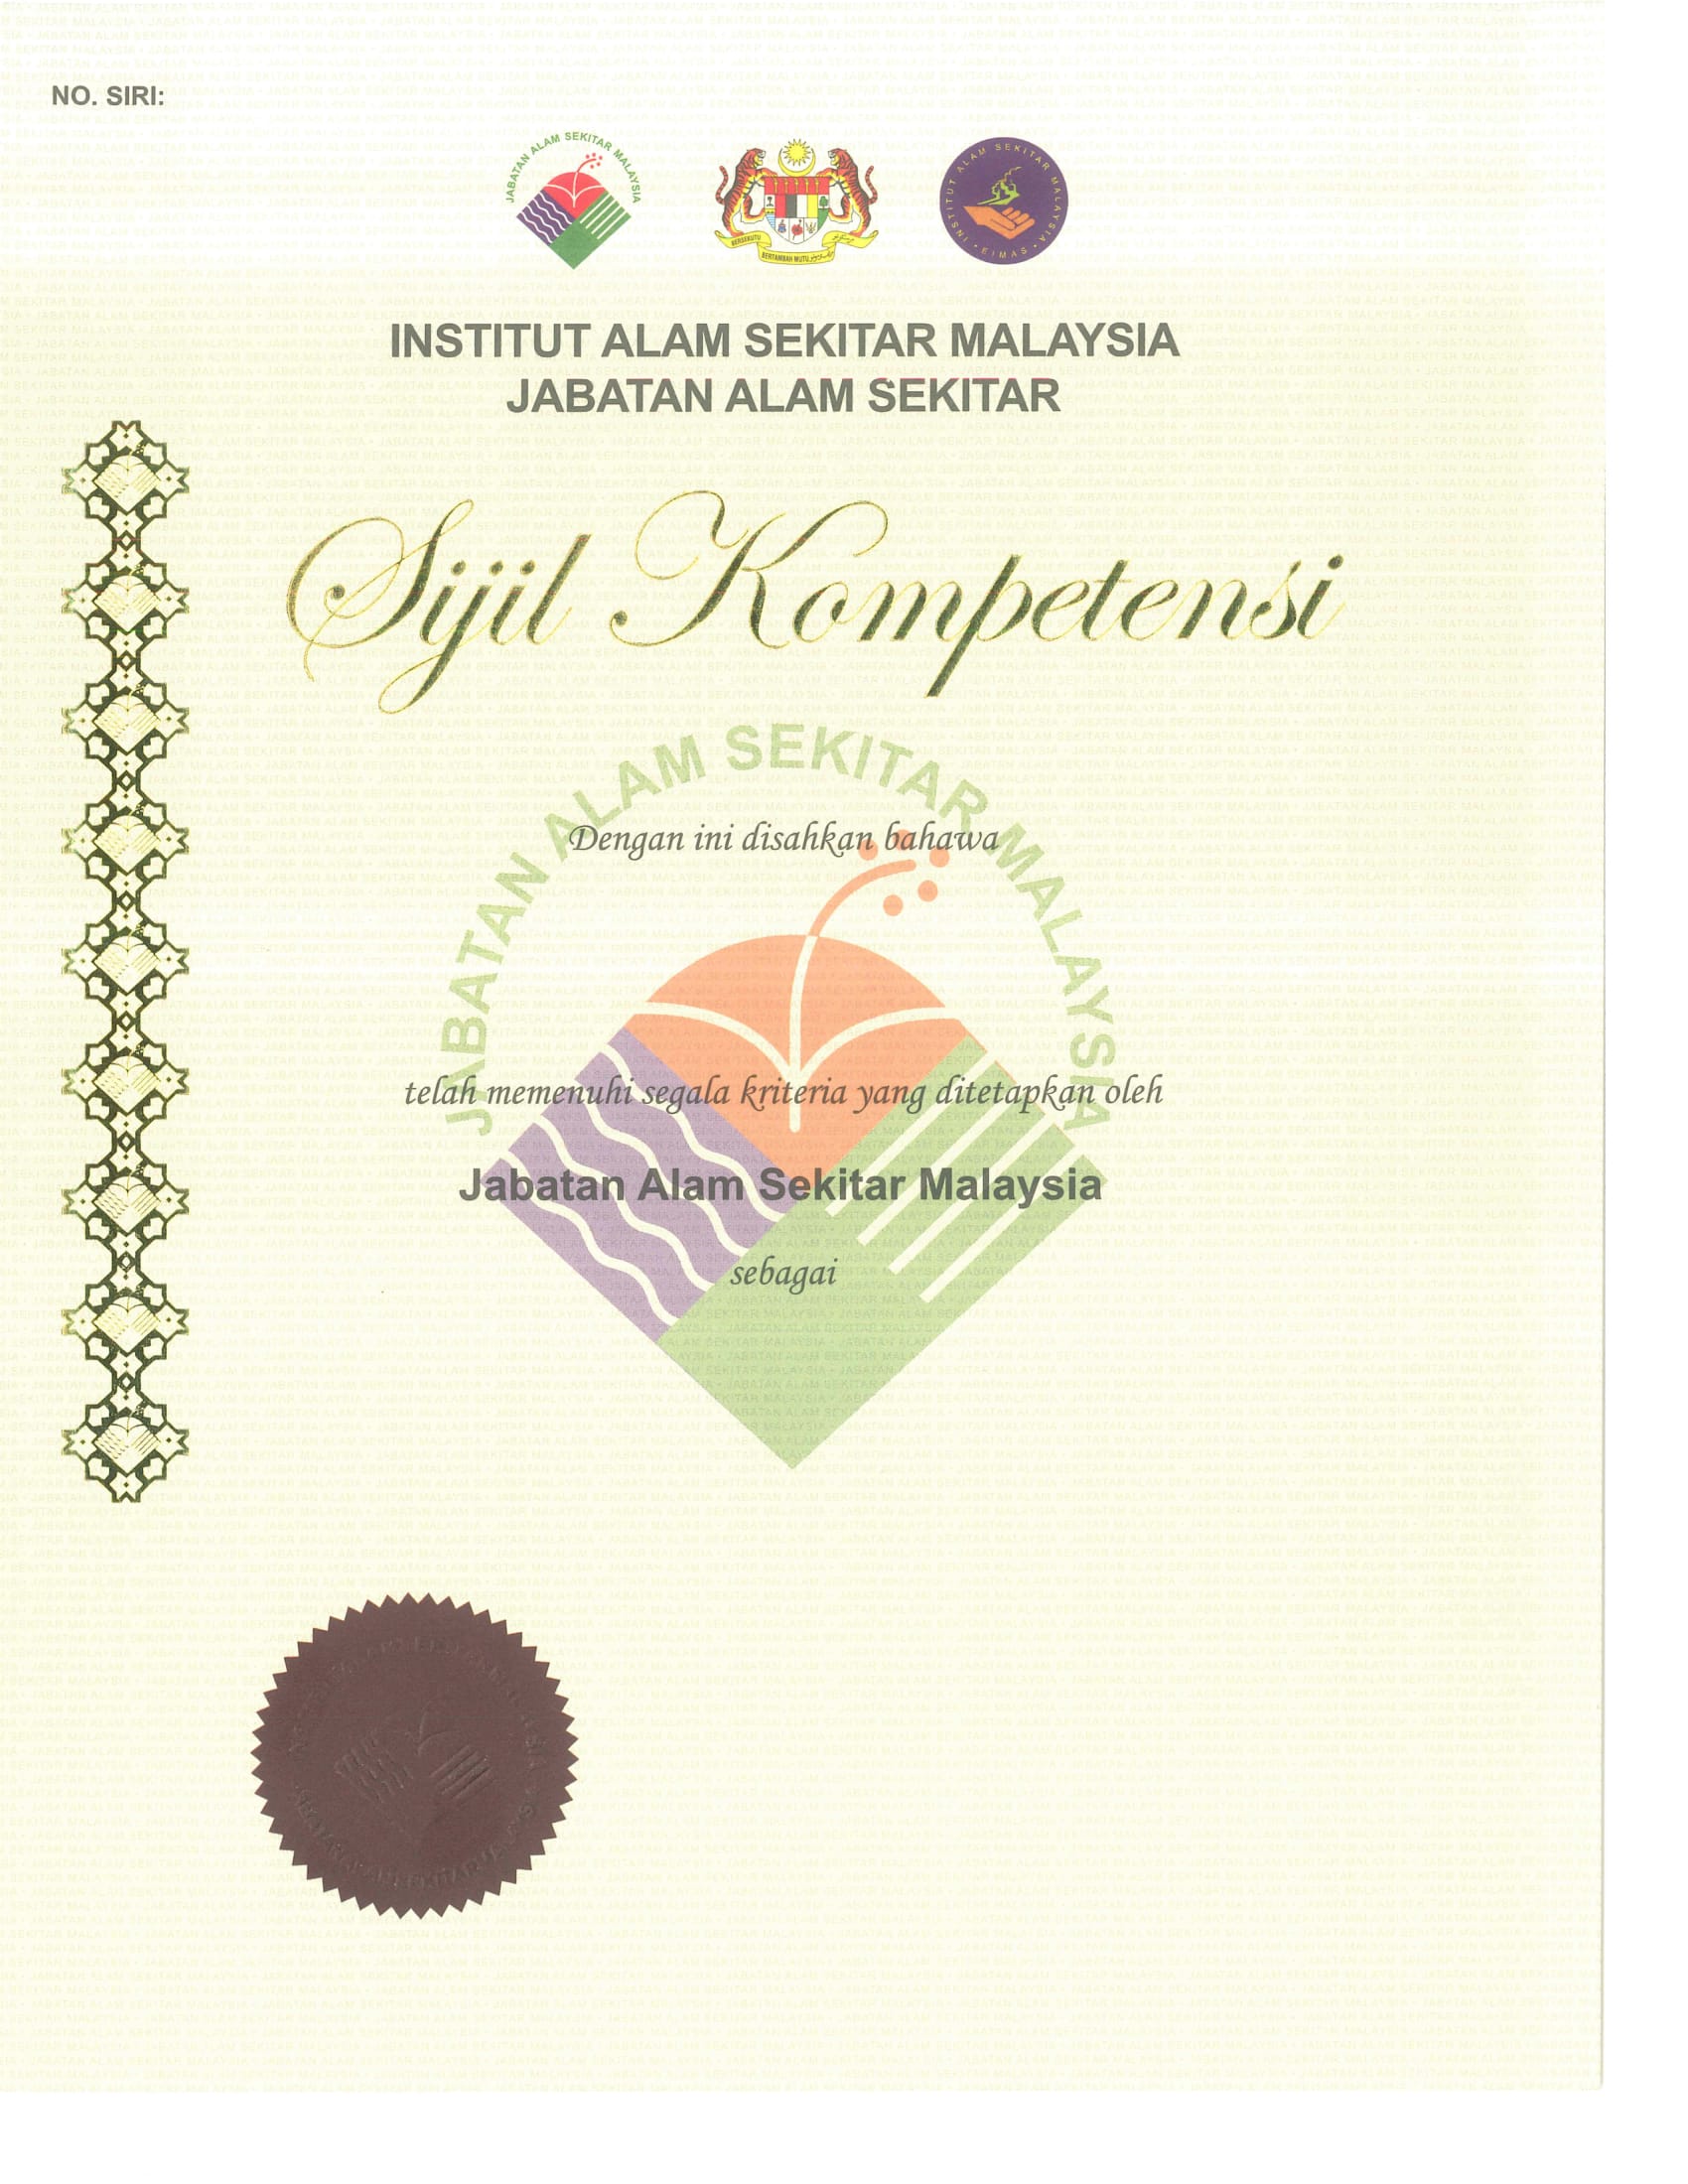 NO. SIRI:
JABATAN ALAM SEKITAR MALAYSIA
BERSEKUTU
BERTAMBAH MUTU
INSTITUT ALAM SEKITAR MALAYSIA
• EIMAS •
INSTITUT ALAM SEKITAR MALAYSIA
JABATAN ALAM SEKITAR
Sijil Kompetensi
JABATAN ALAM SEKITAR MALAYSIA
Dengan ini disahkan bahawa
telah memenuhi segala kriteria yang ditetapkan oleh
Jabatan Alam Sekitar Malaysia
sebagai